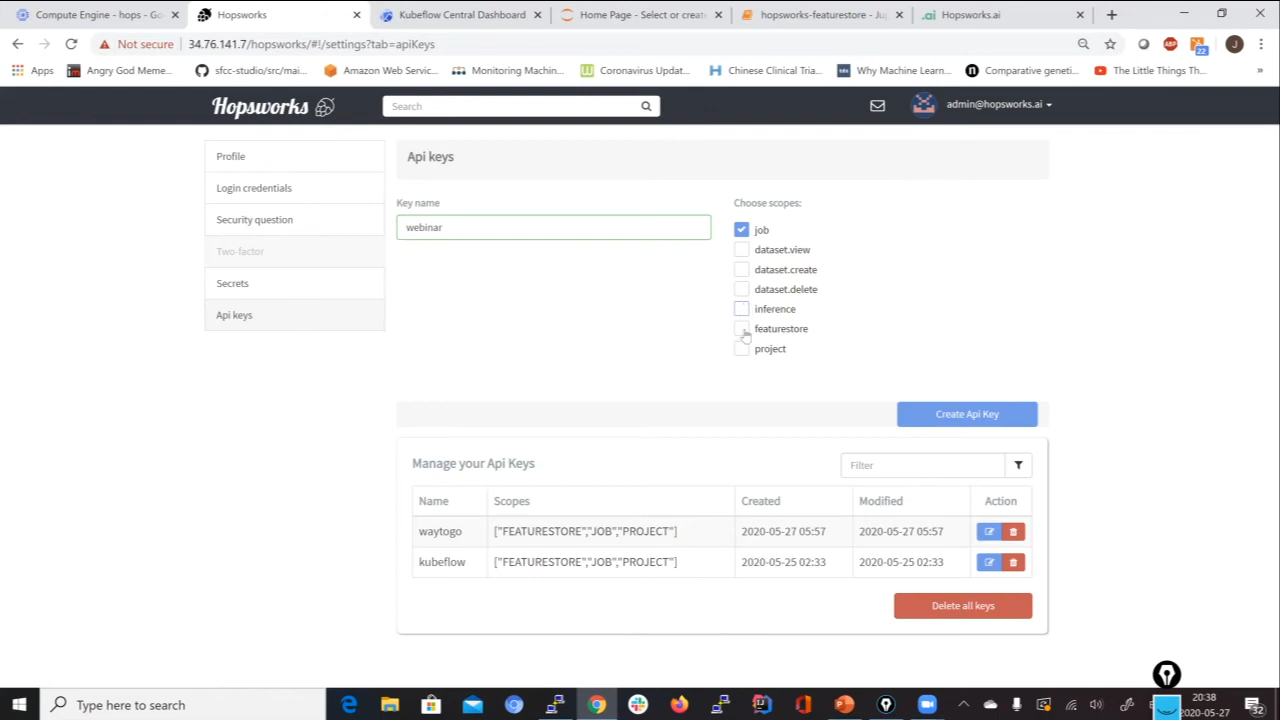 Compute Engine - hops - Go
Hopsworks
Kubeflow Central Dashboard
Home Page - Select or create
hopsworks-featurestore - Ju
Hopsworks.ai
Not secure
34.76.141.7/hopsworks/#!/settings?tab=apiKeys
ABP
22
J
Apps
Angry God Meme...
sfcc-studio/src/mai...
Amazon Web Servic...
Monitoring Machin...
Coronavirus Updat...
Chinese Clinical Tria...
Why Machine Learn...
Comparative geneti...
The Little Things Th...
»
Hopsworks
Search
admin@hopsworks.ai
Profile
Login credentials
Security question
Two-factor
Secrets
Api keys
Api keys
Key name
webinar
Choose scopes:
job
dataset.view
dataset.create
dataset.delete
inference
featurestore
project
Create Api Key
Manage your Api Keys
Filter
Name Scopes Created Modified Action
waytogo ["FEATURESTORE","JOB","PROJECT"] 2020-05-27 05:57 2020-05-27 05:57
kubeflow ["FEATURESTORE","JOB","PROJECT"] 2020-05-25 02:33 2020-05-25 02:33
Delete all keys
Type here to search
20:38
2020-05-27
32